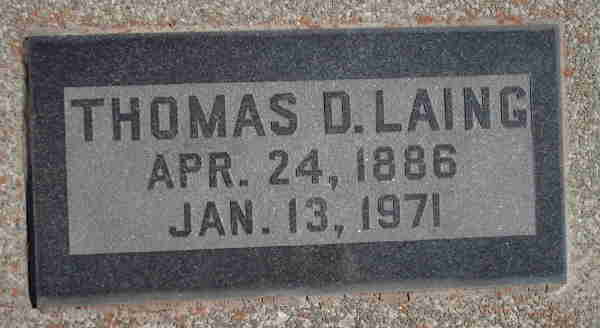 THOMAS D. LAING
APR. 24, 1886
JAN. 13, 1971